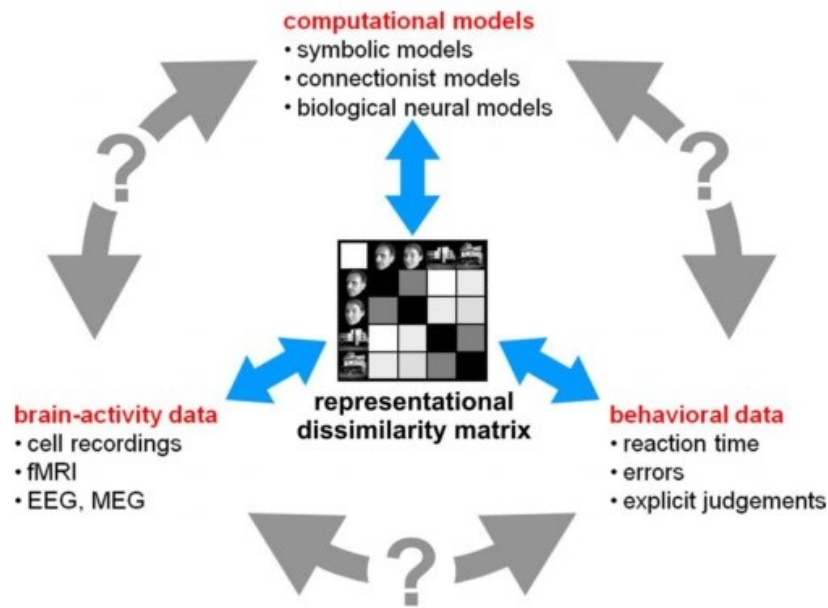 computational models
• symbolic models
• connectionist models
• biological neural models
?
?
representational
dissimilarity matrix
brain-activity data
• cell recordings
• fMRI
• EEG, MEG
behavioral data
• reaction time
• errors
• explicit judgements
?